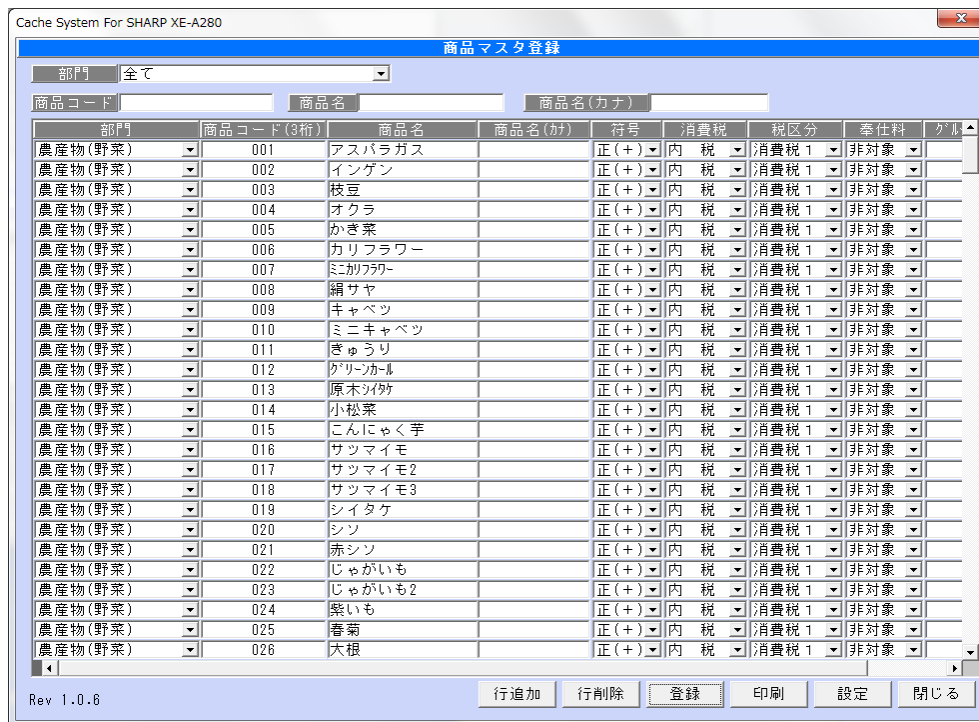 Cache System For SHARP XE-A280
商品マスタ登録
部門 全て
商品コード 商品名 商品名(カナ)
部門 商品コード(3桁) 商品名 商品名(ｶﾅ) 符号 消費税 税区分 奉仕料 ｸﾞﾙ
農産物(野菜) 001 アスパラガス 正(+) 内 税 消費税1 非対象
農産物(野菜) 002 インゲン 正(+) 内 税 消費税1 非対象
農産物(野菜) 003 枝豆 正(+) 内 税 消費税1 非対象
農産物(野菜) 004 オクラ 正(+) 内 税 消費税1 非対象
農産物(野菜) 005 かき菜 正(+) 内 税 消費税1 非対象
農産物(野菜) 006 カリフラワー 正(+) 内 税 消費税1 非対象
農産物(野菜) 007 ﾐﾆｶﾘﾌﾗﾜｰ 正(+) 内 税 消費税1 非対象
農産物(野菜) 008 絹サヤ 正(+) 内 税 消費税1 非対象
農産物(野菜) 009 キャベツ 正(+) 内 税 消費税1 非対象
農産物(野菜) 010 ミニキャベツ 正(+) 内 税 消費税1 非対象
農産物(野菜) 011 きゅうり 正(+) 内 税 消費税1 非対象
農産物(野菜) 012 ｸﾞﾘｰﾝｶｰﾙ 正(+) 内 税 消費税1 非対象
農産物(野菜) 013 原木ｼｲﾀｹ 正(+) 内 税 消費税1 非対象
農産物(野菜) 014 小松菜 正(+) 内 税 消費税1 非対象
農産物(野菜) 015 こんにゃく芋 正(+) 内 税 消費税1 非対象
農産物(野菜) 016 サツマイモ 正(+) 内 税 消費税1 非対象
農産物(野菜) 017 サツマイモ2 正(+) 内 税 消費税1 非対象
農産物(野菜) 018 サツマイモ3 正(+) 内 税 消費税1 非対象
農産物(野菜) 019 シイタケ 正(+) 内 税 消費税1 非対象
農産物(野菜) 020 シソ 正(+) 内 税 消費税1 非対象
農産物(野菜) 021 赤シソ 正(+) 内 税 消費税1 非対象
農産物(野菜) 022 じゃがいも 正(+) 内 税 消費税1 非対象
農産物(野菜) 023 じゃがいも2 正(+) 内 税 消費税1 非対象
農産物(野菜) 024 紫いも 正(+) 内 税 消費税1 非対象
農産物(野菜) 025 春菊 正(+) 内 税 消費税1 非対象
農産物(野菜) 026 大根 正(+) 内 税 消費税1 非対象
Rev 1.0.6 行追加 行削除 登録 印刷 設定 閉じる